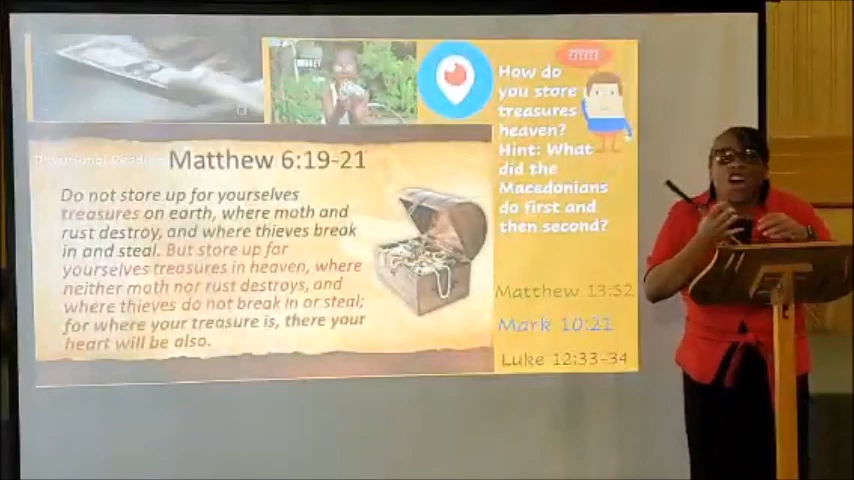 Devotional Reading
Matthew 6:19-21
Do not store up for yourselves
treasures on earth, where moth and
rust destroy, and where thieves break
in and steal. But store up for
yourselves treasures in heaven, where
neither moth nor rust destroys, and
where thieves do not break in or steal;
for where your treasure is, there your
heart will be also.
How do
you store
treasures
heaven?
Hint: What
did the
Macedonians
do first and
then second?
Matthew 13:52
Mark 10:21
Luke 12:33-34